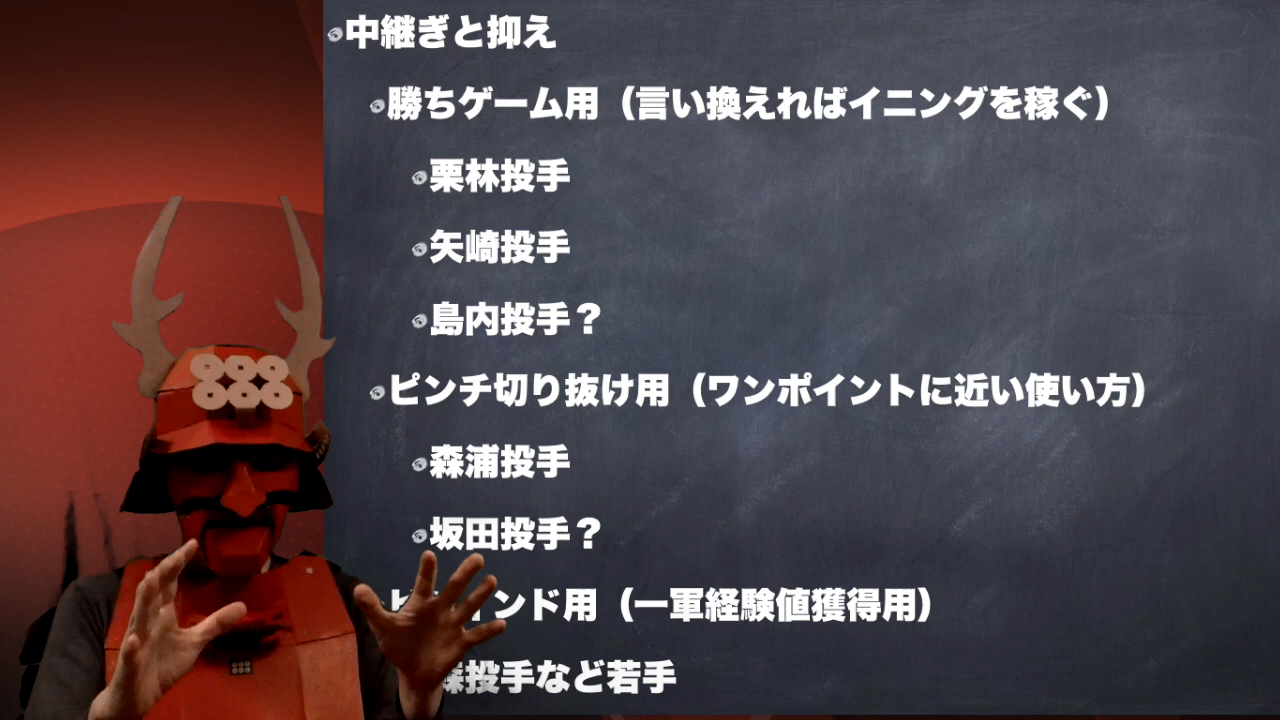 中継ぎと抑え
勝ちゲーム用（言い換えればイニングを稼ぐ）
栗林投手
矢崎投手
島内投手？
ピンチ切り抜け用（ワンポイントに近い使い方）
森浦投手
坂田投手？
インド用（一軍経験値獲得用）
森投手など若手